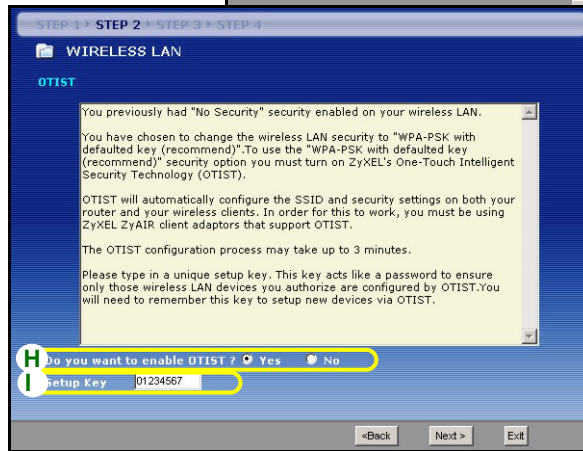 STEP 1 › STEP 2 › STEP 3 › STEP 4
WIRELESS LAN
OTIST
You previously had "No Security" security enabled on your wireless LAN.
You have chosen to change the wireless LAN security to "WPA-PSK with
defaulted key (recommend)".To use the "WPA-PSK with defaulted key
(recommend)" security option you must turn on ZyXEL's One-Touch Intelligent
Security Technology (OTIST).
OTIST will automatically configure the SSID and security settings on both your
router and your wireless clients. In order for this to work, you must be using
ZyXEL ZyAIR client adaptors that support OTIST.
The OTIST configuration process may take up to 3 minutes.
Please type in a unique setup key. This key acts like a password to ensure
only those wireless LAN devices you authorize are configured by OTIST.You
will need to remember this key to setup new devices via OTIST.
H Do you want to enable OTIST ? Yes No
I Setup Key 01234567
<Back Next > Exit